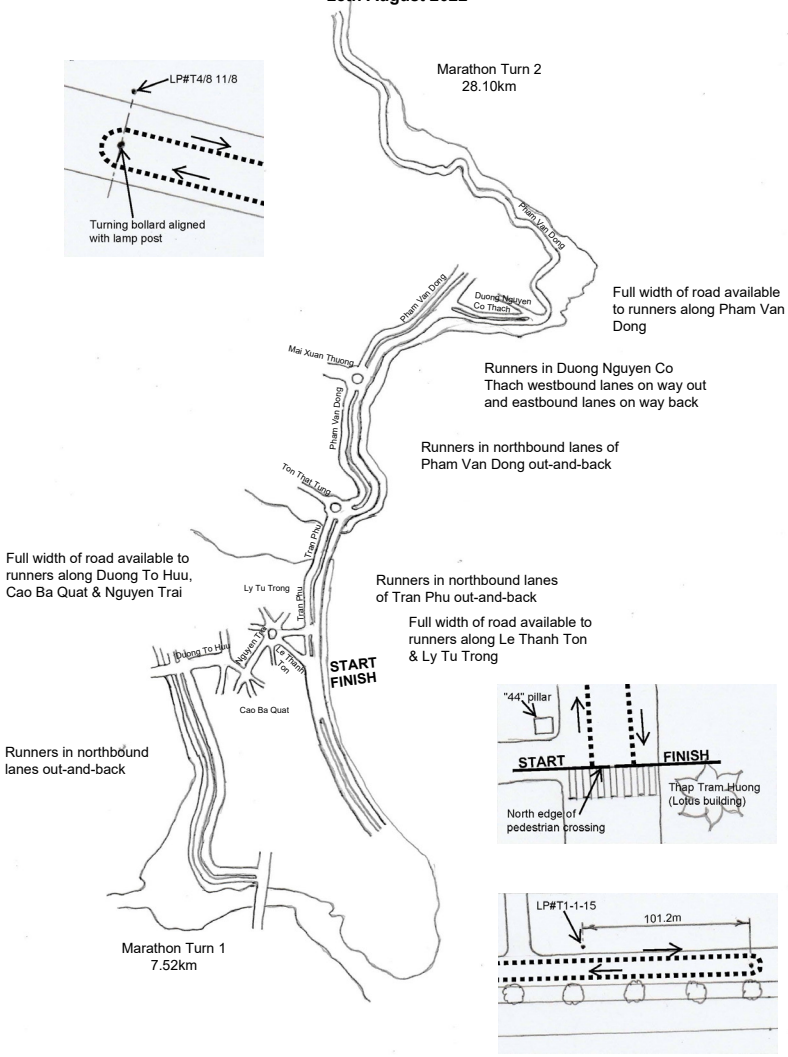 Marathon Turn 2
28.10km
LP#T4/8 11/8
Turning bollard aligned
with lamp post
Pham Van Dong
Full width of road available
to runners along Pham Van
Dong
Pham Van Dong
Duong Nguyen
Co Thach
Mai Xuan Thuong
Runners in Duong Nguyen Co
Thach westbound lanes on way out
and eastbound lanes on way back
Pham Van Dong
Runners in northbound lanes of
Pham Van Dong out-and-back
Ton That Tung
Tran Phu
Full width of road available to
runners along Duong To Huu,
Cao Ba Quat & Nguyen Trai
Runners in northbound lanes
of Tran Phu out-and-back
Ly Tu Trong
Tran Phu
Full width of road available to
runners along Le Thanh Ton
& Ly Tu Trong
Duong To Huu
Nguyen Trai
Le Thanh
Ton
START
FINISH
Cao Ba Quat
"44" pillar
START
FINISH
Thap Tram Huong
(Lotus building)
North edge of
pedestrian crossing
Runners in northbound
lanes out-and-back
LP#T1-1-15
101.2m
Marathon Turn 1
7.52km